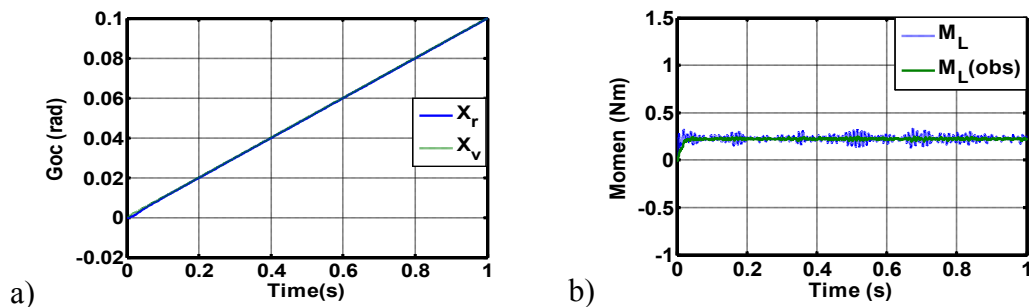 0.1
0.08
0.06
0.04
0.02
0
-0.02
Goc (rad)
X_r
X_v
0 0.2 0.4 0.6 0.8 1
Time(s)
a)
1.5
1
0.5
0
-0.5
-1
Momen (Nm)
M_L
M_L(obs)
0 0.2 0.4 0.6 0.8 1
Time (s)
b)